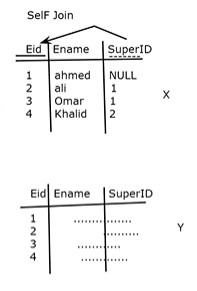 SelF Join
Eid Ename SuperID
1 ahmed NULL
2 ali 1
3 Omar 1
4 Khalid 2
X
Eid Ename SuperID
1 ...............
2 ..........
3 ............
4 .............
Y